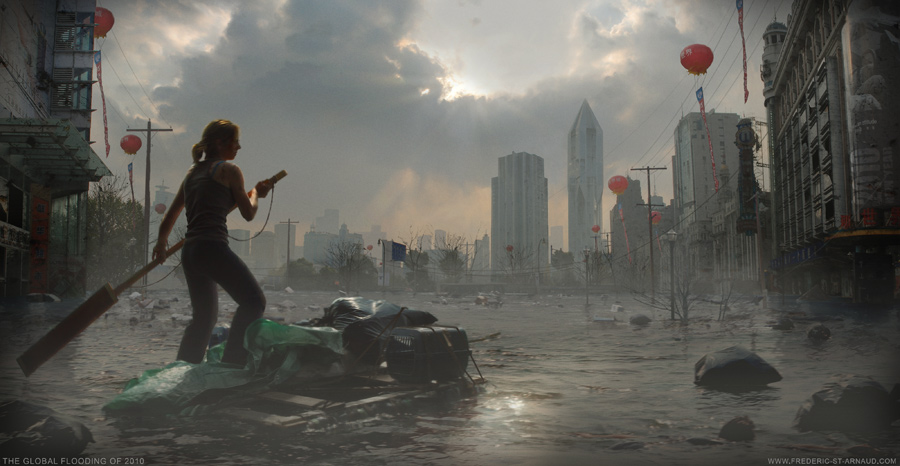 THE GLOBAL FLOODING OF 2010
WWW.FREDERIC-ST-ARNAUD.COM